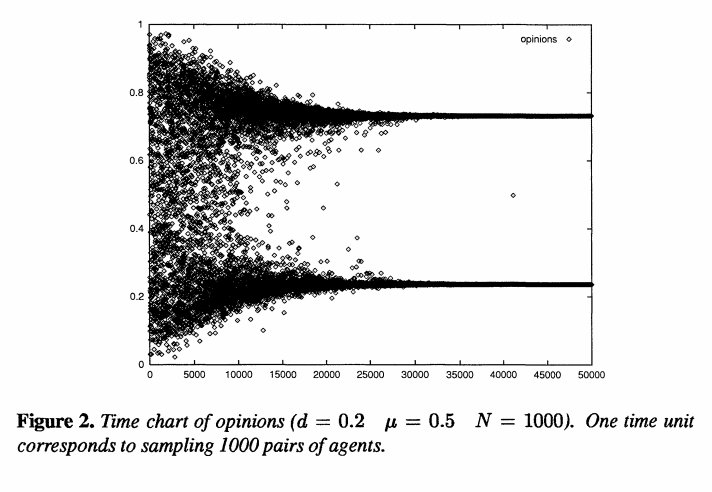 1
opinions
0.8
0.6
0.4
0.2
0
0 5000 10000 15000 20000 25000 30000 35000 40000 45000 50000
Figure 2. Time chart of opinions (d = 0.2 μ = 0.5 N = 1000). One time unit
corresponds to sampling 1000 pairs of agents.